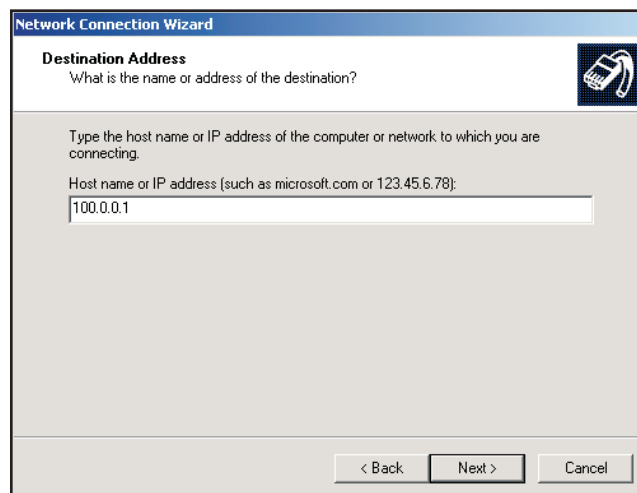 Network Connection Wizard
Destination Address
What is the name or address of the destination?
Type the host name or IP address of the computer or network to which you are
connecting.
Host name or IP address (such as microsoft.com or 123.45.6.78):
100.0.0.1
< Back Next > Cancel